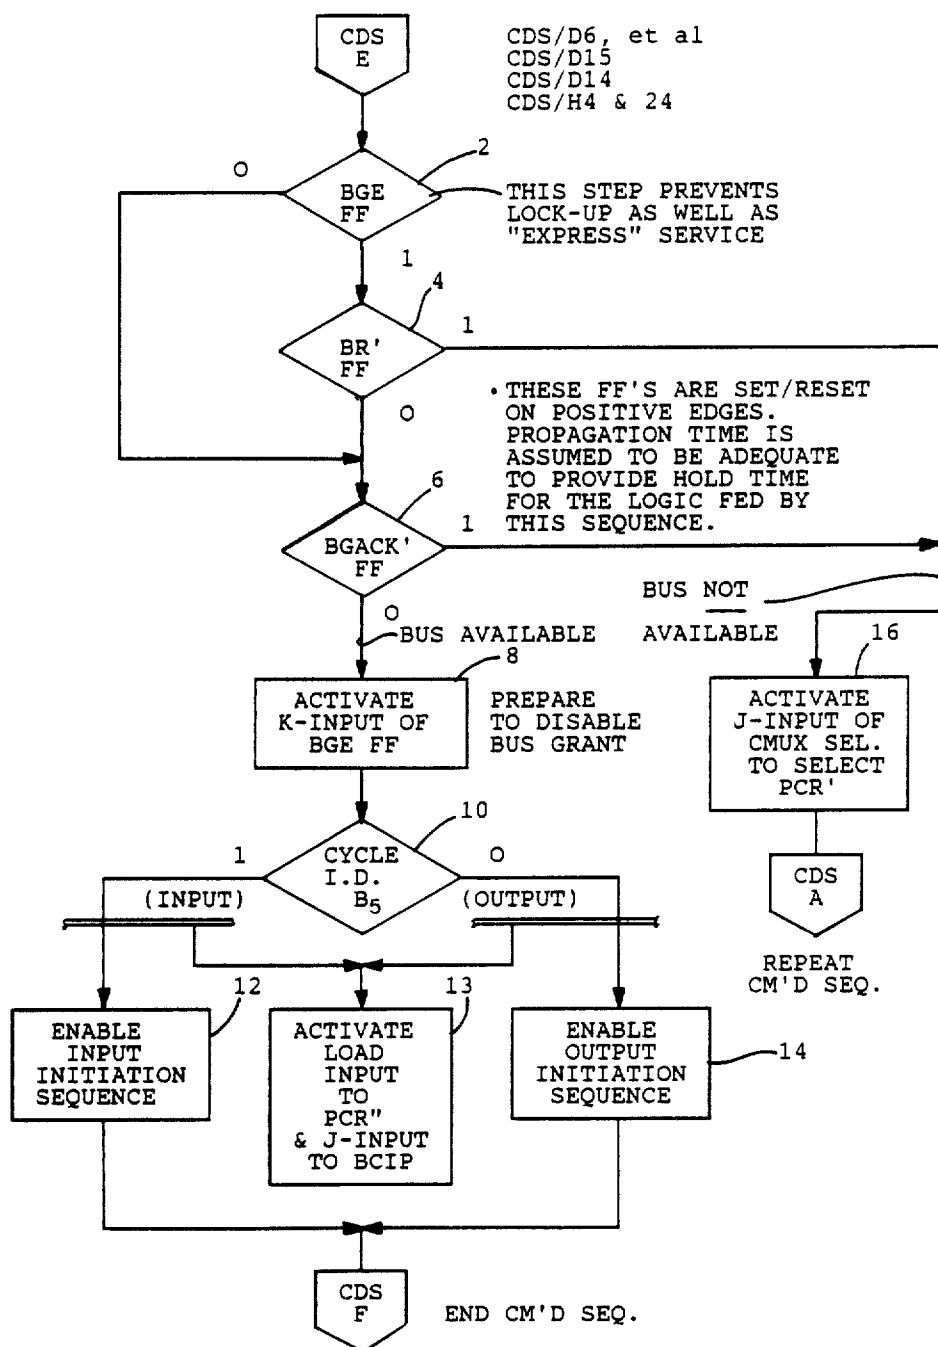 CDS
E
CDS/D6, et al
CDS/D15
CDS/D14
CDS/H4 & 24
2
O
BGE
FF
THIS STEP PREVENTS
LOCK-UP AS WELL AS
"EXPRESS" SERVICE
1
4
BR'
FF
1
O
• THESE FF'S ARE SET/RESET
ON POSITIVE EDGES.
PROPAGATION TIME IS
ASSUMED TO BE ADEQUATE
TO PROVIDE HOLD TIME
FOR THE LOGIC FED BY
THIS SEQUENCE.
6
BGACK'
FF
1
O
BUS AVAILABLE
BUS NOT
AVAILABLE
8
ACTIVATE
K-INPUT OF
BGE FF
PREPARE
TO DISABLE
BUS GRANT
16
ACTIVATE
J-INPUT OF
CMUX SEL.
TO SELECT
PCR'
CDS
A
REPEAT
CM'D SEQ.
10
CYCLE
I.D.
B5
1
O
(INPUT)
(OUTPUT)
12
ENABLE
INPUT
INITIATION
SEQUENCE
13
ACTIVATE
LOAD
INPUT
TO
PCR"
& J-INPUT
TO BCIP
ENABLE
OUTPUT
INITIATION
SEQUENCE
14
CDS
F
END CM'D SEQ.